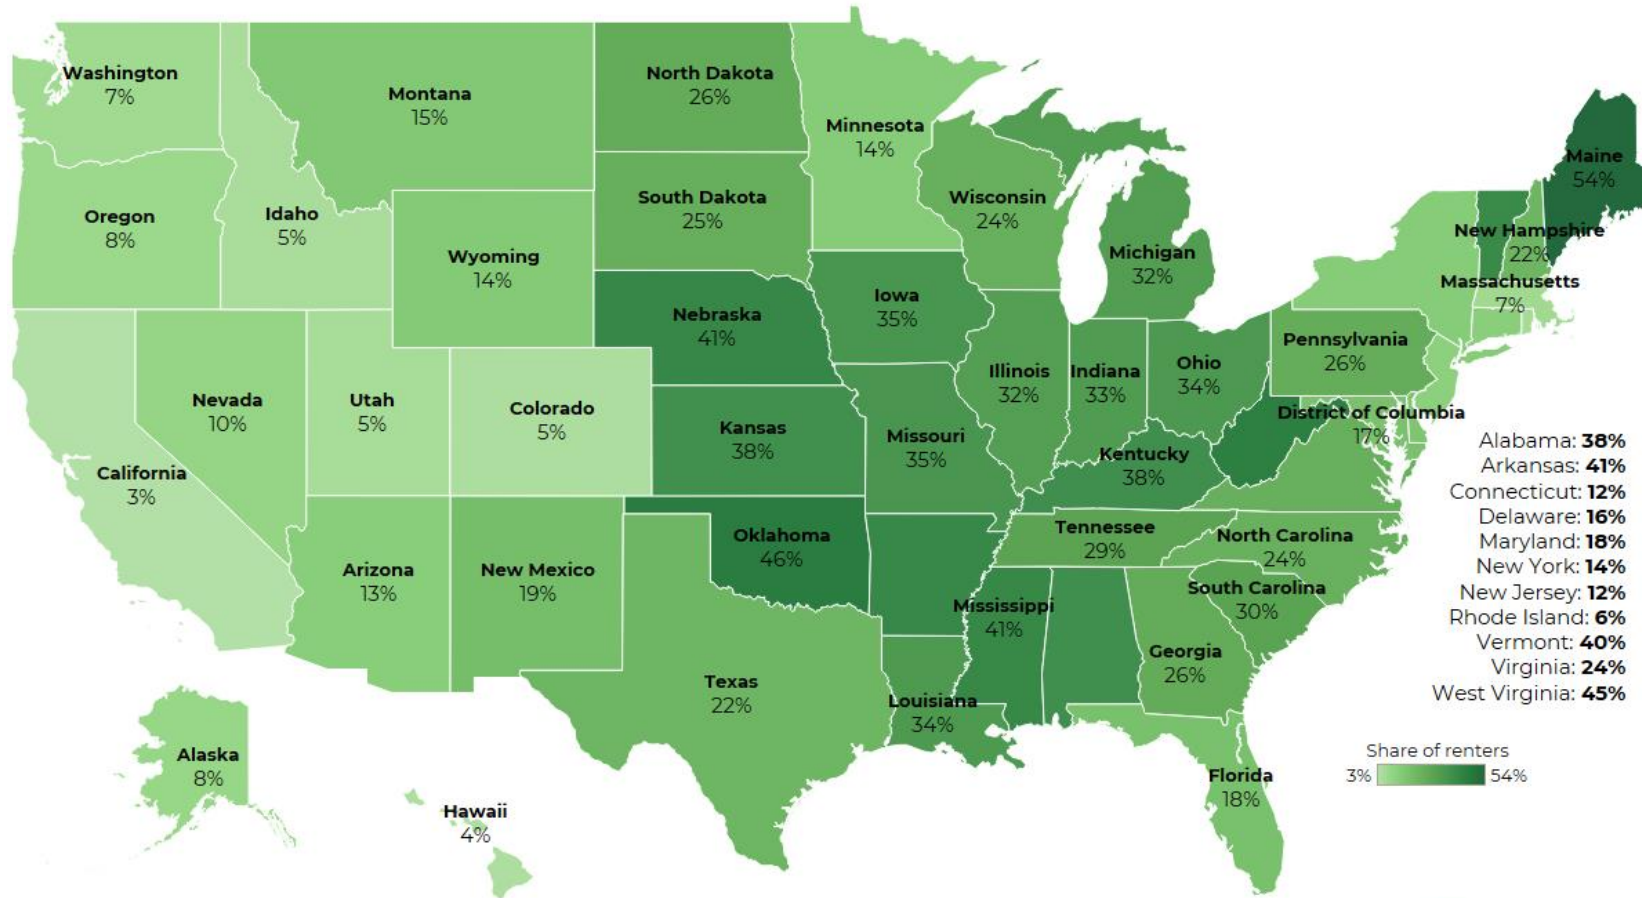 Washington
7%
Montana
15%
North Dakota
26%
Minnesota
14%
Maine
54%
Oregon
8%
Idaho
5%
South Dakota
25%
Wisconsin
24%
New Hampshire
22%
Wyoming
14%
Michigan
32%
Massachusetts
7%
Nebraska
41%
Iowa
35%
Pennsylvania
26%
Illinois
32%
Indiana
33%
Ohio
34%
Nevada
10%
Utah
5%
Colorado
5%
Kansas
38%
Missouri
35%
Kentucky
38%
District of Columbia
17%
California
3%
Oklahoma
46%
Tennessee
29%
North Carolina
24%
Arizona
13%
New Mexico
19%
Mississippi
41%
South Carolina
30%
Georgia
26%
Texas
22%
Louisiana
34%
Alaska
8%
Hawaii
4%
Florida
18%
Alabama: 38%
Arkansas: 41%
Connecticut: 12%
Delaware: 16%
Maryland: 18%
New York: 14%
New Jersey: 12%
Rhode Island: 6%
Vermont: 40%
Virginia: 24%
West Virginia: 45%
Share of renters
3% 54%